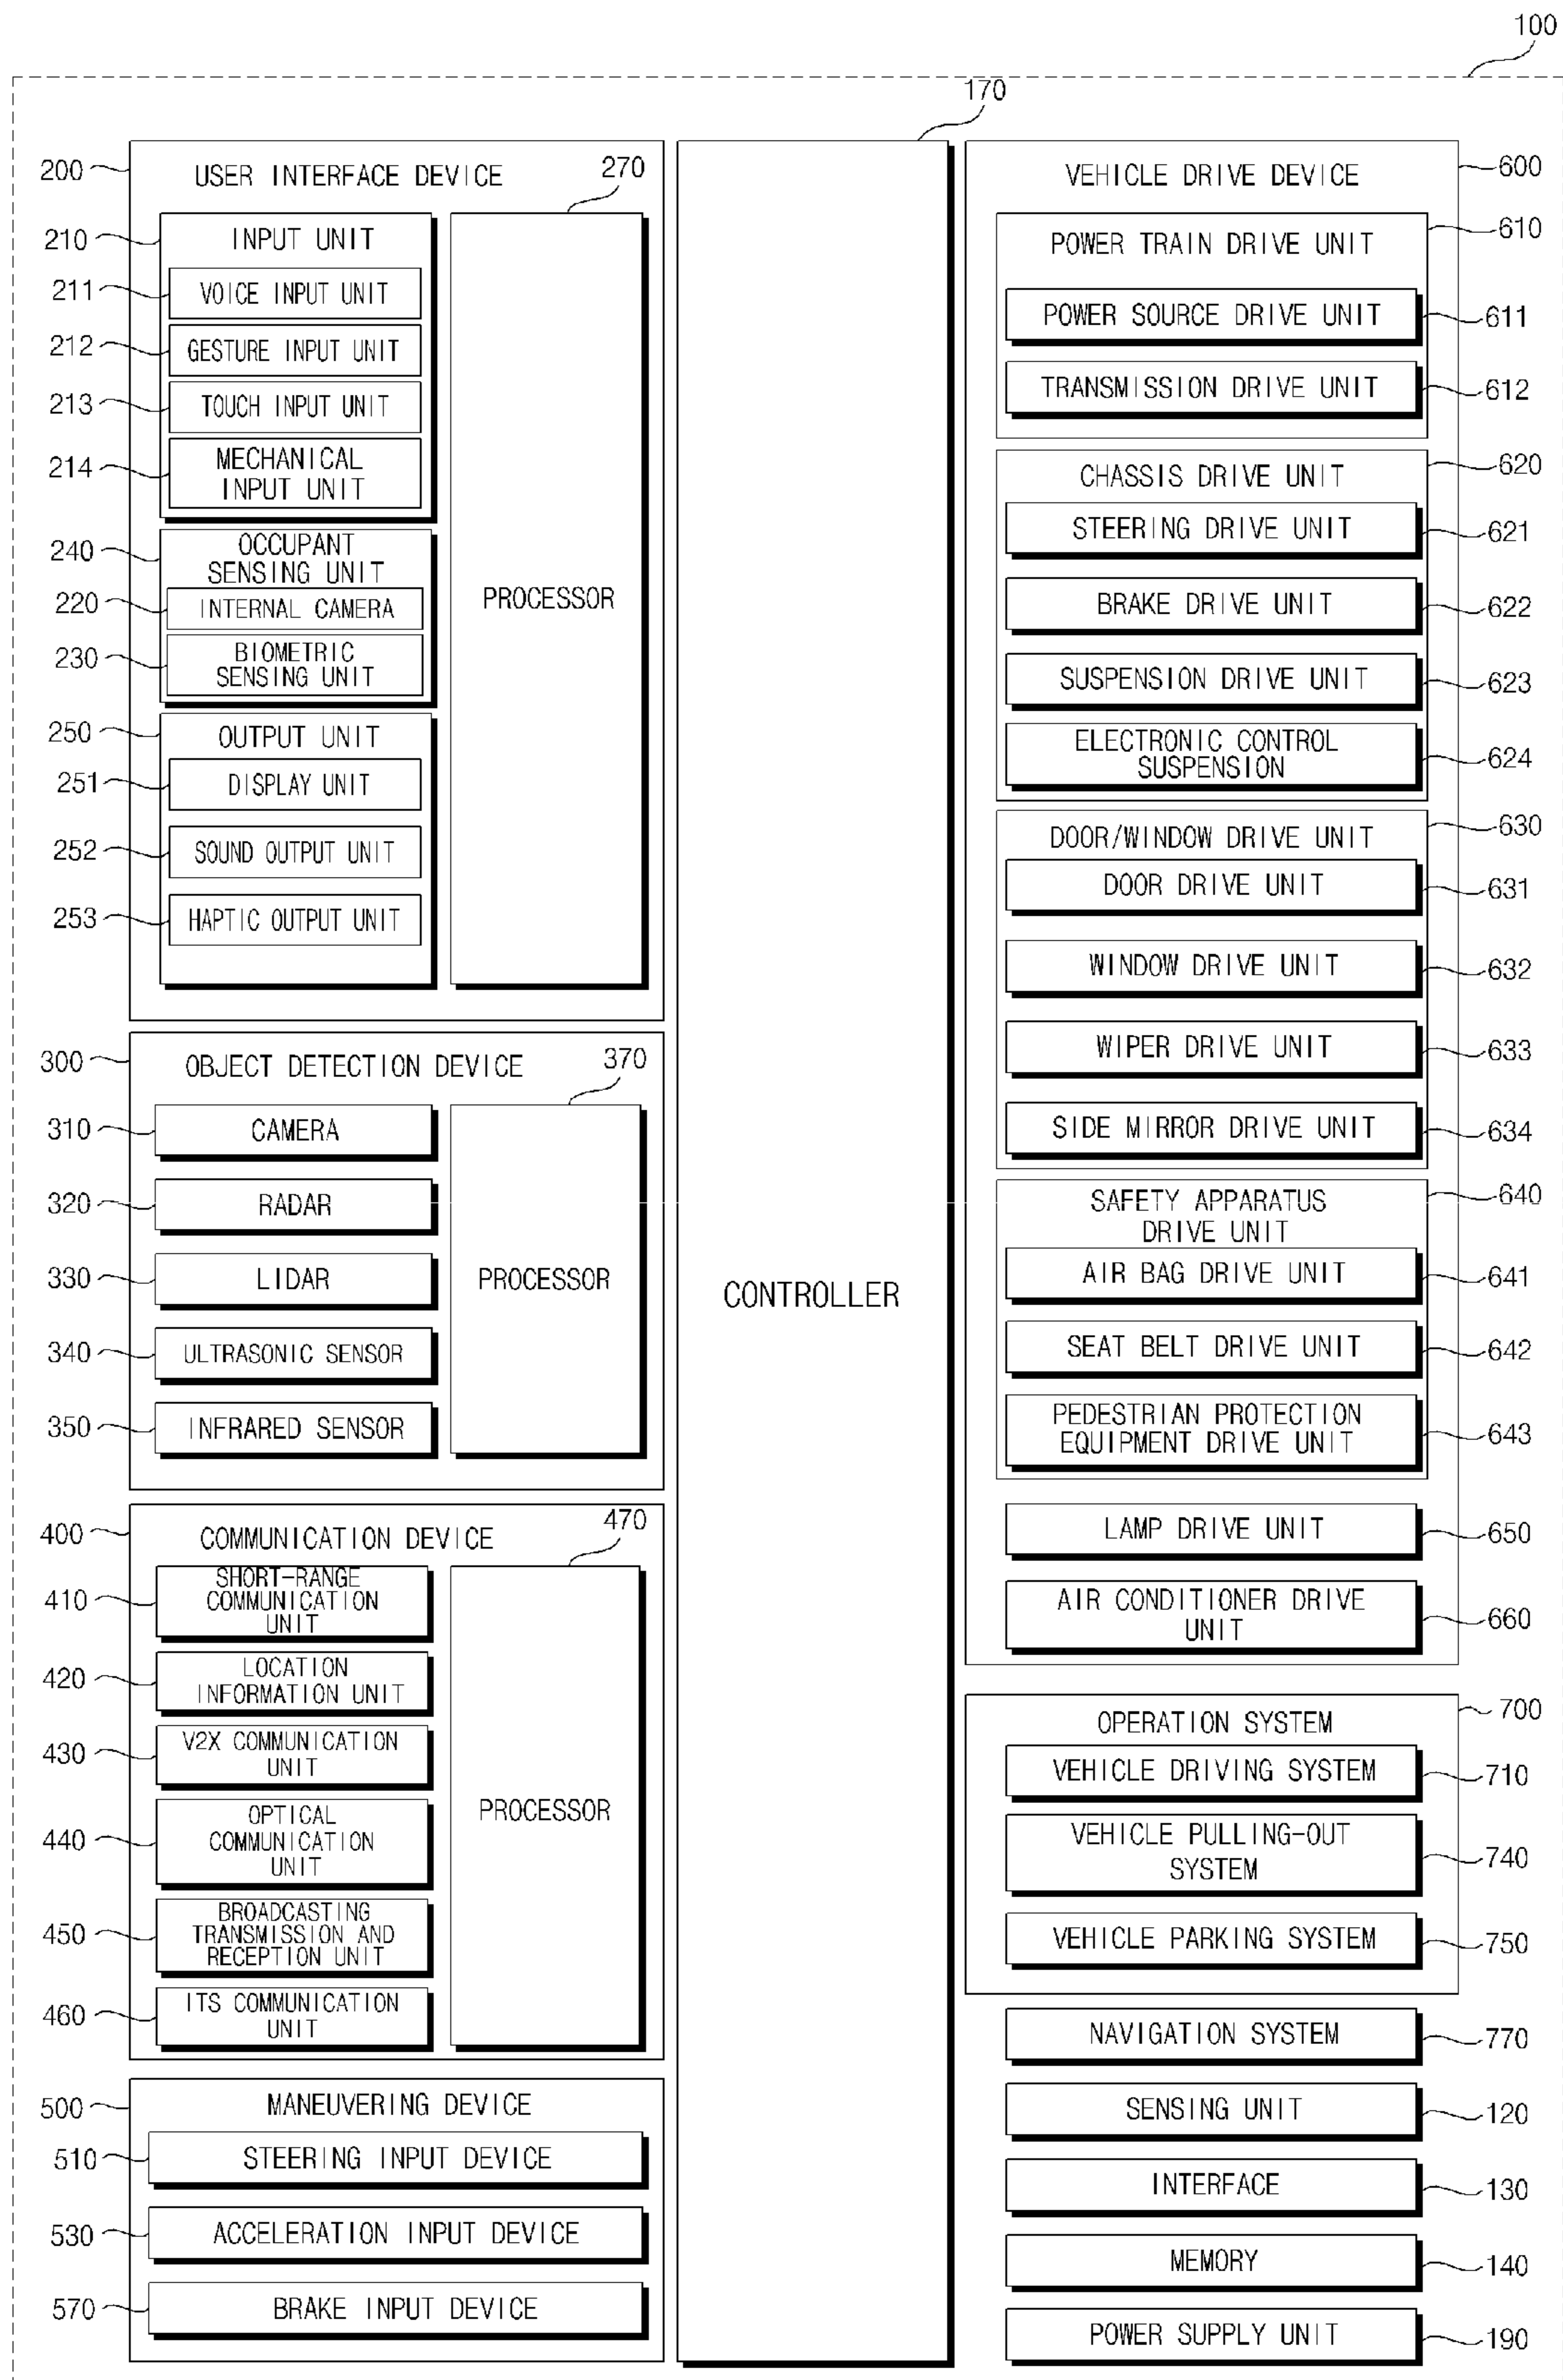 100
170
200
USER INTERFACE DEVICE
270
210
INPUT UNIT
211
VOICE INPUT UNIT
212
GESTURE INPUT UNIT
213
TOUCH INPUT UNIT
214
MECHANICAL
INPUT UNIT
240
OCCUPANT
SENSING UNIT
220
INTERNAL CAMERA
230
BIOMETRIC
SENSING UNIT
250
OUTPUT UNIT
251
DISPLAY UNIT
252
SOUND OUTPUT UNIT
253
HAPTIC OUTPUT UNIT
PROCESSOR
300
OBJECT DETECTION DEVICE
370
310
CAMERA
320
RADAR
330
LIDAR
340
ULTRASONIC SENSOR
350
INFRARED SENSOR
PROCESSOR
400
COMMUNICATION DEVICE
470
410
SHORT-RANGE
COMMUNICATION
UNIT
420
LOCATION
INFORMATION UNIT
430
V2X COMMUNICATION
UNIT
440
OPTICAL
COMMUNICATION
UNIT
450
BROADCASTING
TRANSMISSION AND
RECEPTION UNIT
460
ITS COMMUNICATION
UNIT
PROCESSOR
500
MANEUVERING DEVICE
510
STEERING INPUT DEVICE
530
ACCELERATION INPUT DEVICE
570
BRAKE INPUT DEVICE
CONTROLLER
VEHICLE DRIVE DEVICE
600
POWER TRAIN DRIVE UNIT
610
POWER SOURCE DRIVE UNIT
611
TRANSMISSION DRIVE UNIT
612
CHASSIS DRIVE UNIT
620
STEERING DRIVE UNIT
621
BRAKE DRIVE UNIT
622
SUSPENSION DRIVE UNIT
623
ELECTRONIC CONTROL
SUSPENSION
624
DOOR/WINDOW DRIVE UNIT
630
DOOR DRIVE UNIT
631
WINDOW DRIVE UNIT
632
WIPER DRIVE UNIT
633
SIDE MIRROR DRIVE UNIT
634
SAFETY APPARATUS
DRIVE UNIT
640
AIR BAG DRIVE UNIT
641
SEAT BELT DRIVE UNIT
642
PEDESTRIAN PROTECTION
EQUIPMENT DRIVE UNIT
643
LAMP DRIVE UNIT
650
AIR CONDITIONER DRIVE
UNIT
660
OPERATION SYSTEM
700
VEHICLE DRIVING SYSTEM
710
VEHICLE PULLING-OUT
SYSTEM
740
VEHICLE PARKING SYSTEM
750
NAVIGATION SYSTEM
770
SENSING UNIT
120
INTERFACE
130
MEMORY
140
POWER SUPPLY UNIT
190